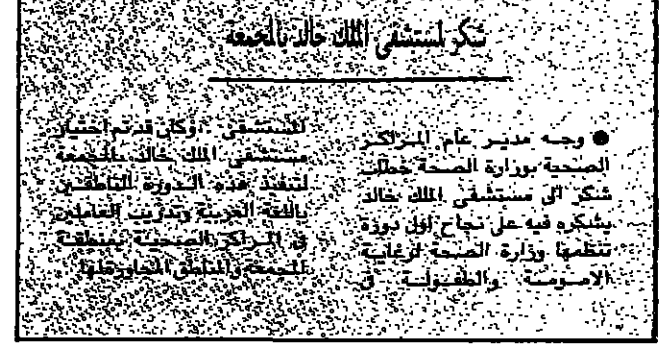 شكر لمستشفى الملك خالد بالمجمعة
● وجه مدير عام المراكز
الصحية بوزارة الصحة خطاب
شكر الى مستشفى الملك خالد
يشكره فيه على نجاح اول دورة
تنظمها وزارة الصحة لرعاية
الامومة والطفولة في
المستشفى . وكان قد تم اختيار
مستشفى الملك خالد بالمجمعة
لتنفيذ هذه الدورة للناطقين
باللغة العربية وتدريب العاملين
في المراكز الصحية بمنطقة
المجمعة والمناطق المجاورة لها